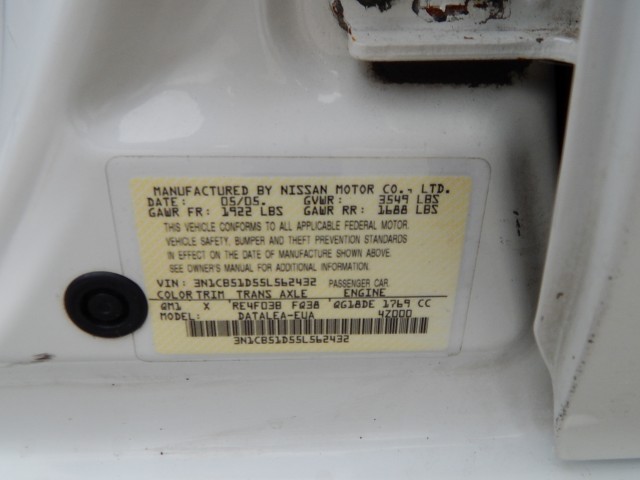 MANUFACTURED BY NISSAN MOTOR CO., LTD.
DATE: 05/05. GVWR: 3549 LBS
GAWR FR: 1922 LBS GAWR RR: 1688 LBS
THIS VEHICLE CONFORMS TO ALL APPLICABLE FEDERAL MOTOR
VEHICLE SAFETY, BUMPER AND THEFT PREVENTION STANDARDS
IN EFFECT ON THE DATE OF MANUFACTURE SHOWN ABOVE.
SEE OWNER'S MANUAL FOR ADDITIONAL INFORMATION.
VIN: 3N1CB51D55L562432 PASSENGER CAR.
COLOR TRIM TRANS AXLE ENGINE
QM1 X RE4F03B FQ38 QG18DE 1769 CC
MODEL: DATALEA-EUA 4Z000
3N1CB51D55L562432